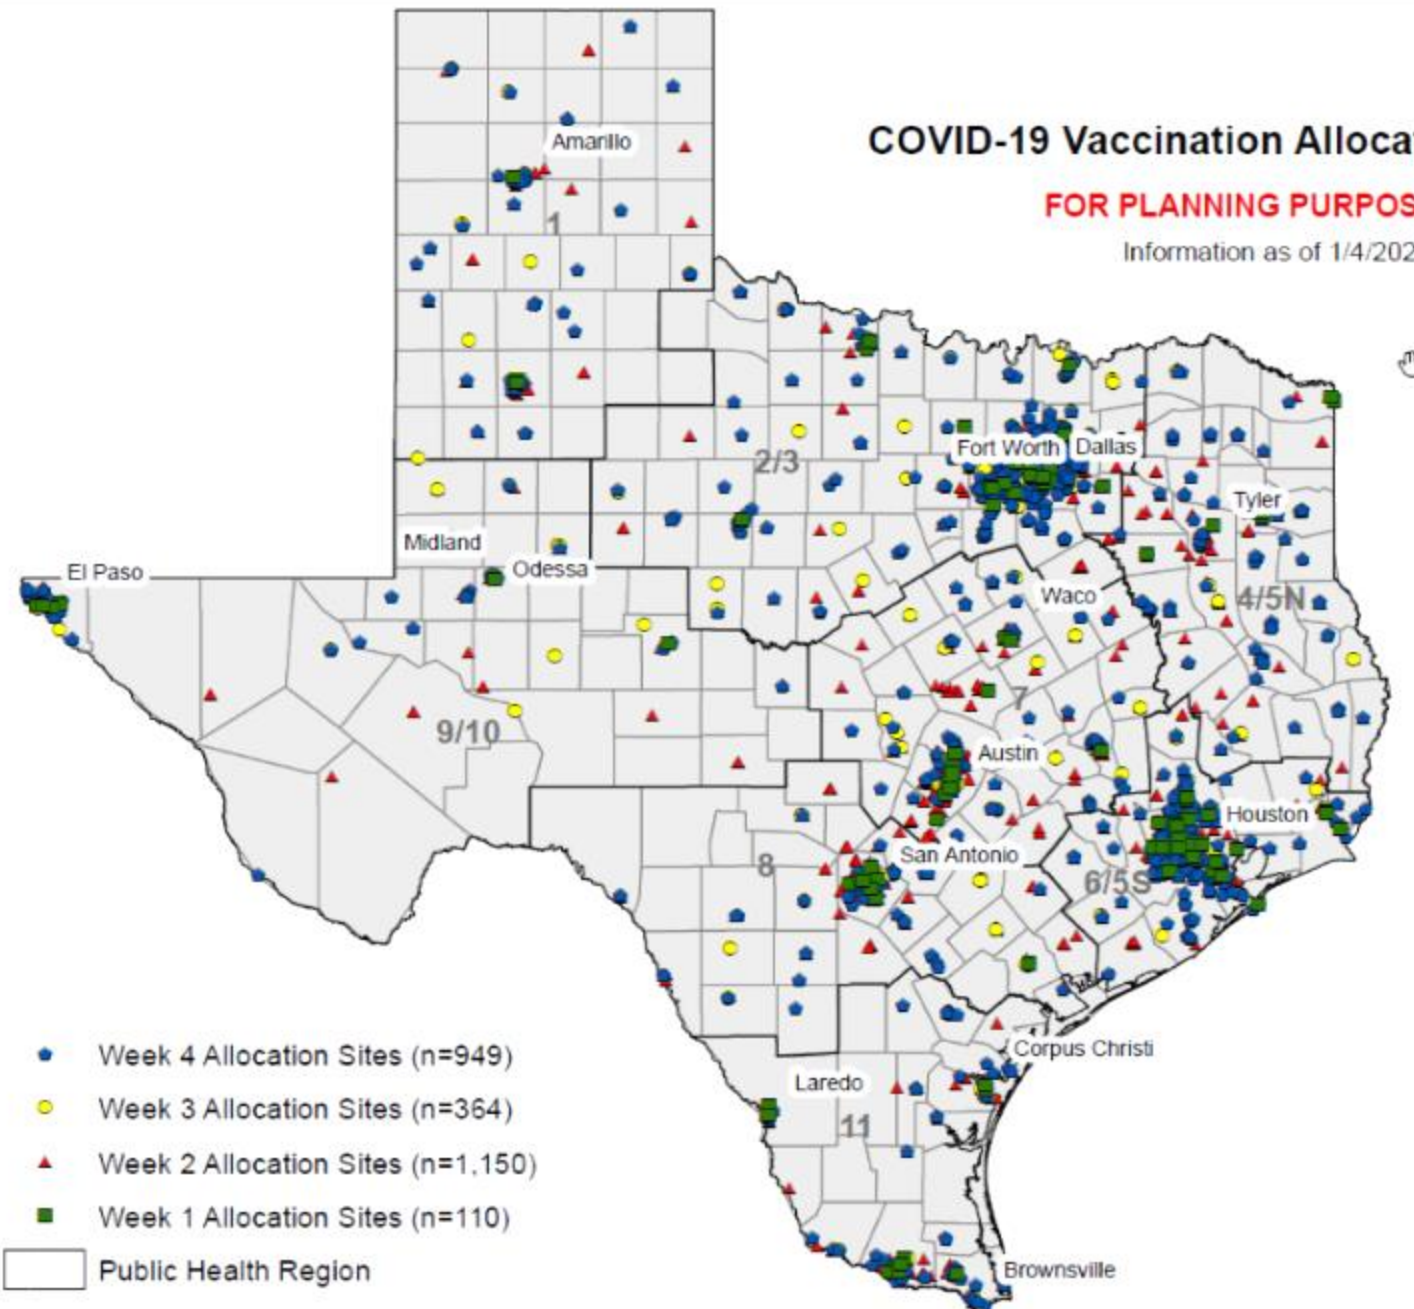 COVID-19 Vaccination Alloca
FOR PLANNING PURPOS
Information as of 1/4/202
Amarillo
1
Fort Worth
Dallas
2/3
Tyler
Midland
Odessa
El Paso
Waco
4/5N
7
9/10
Austin
Houston
San Antonio
8
6/5S
Corpus Christi
Laredo
11
Brownsville
Week 4 Allocation Sites (n=949)
Week 3 Allocation Sites (n=364)
Week 2 Allocation Sites (n=1,150)
Week 1 Allocation Sites (n=110)
Public Health Region